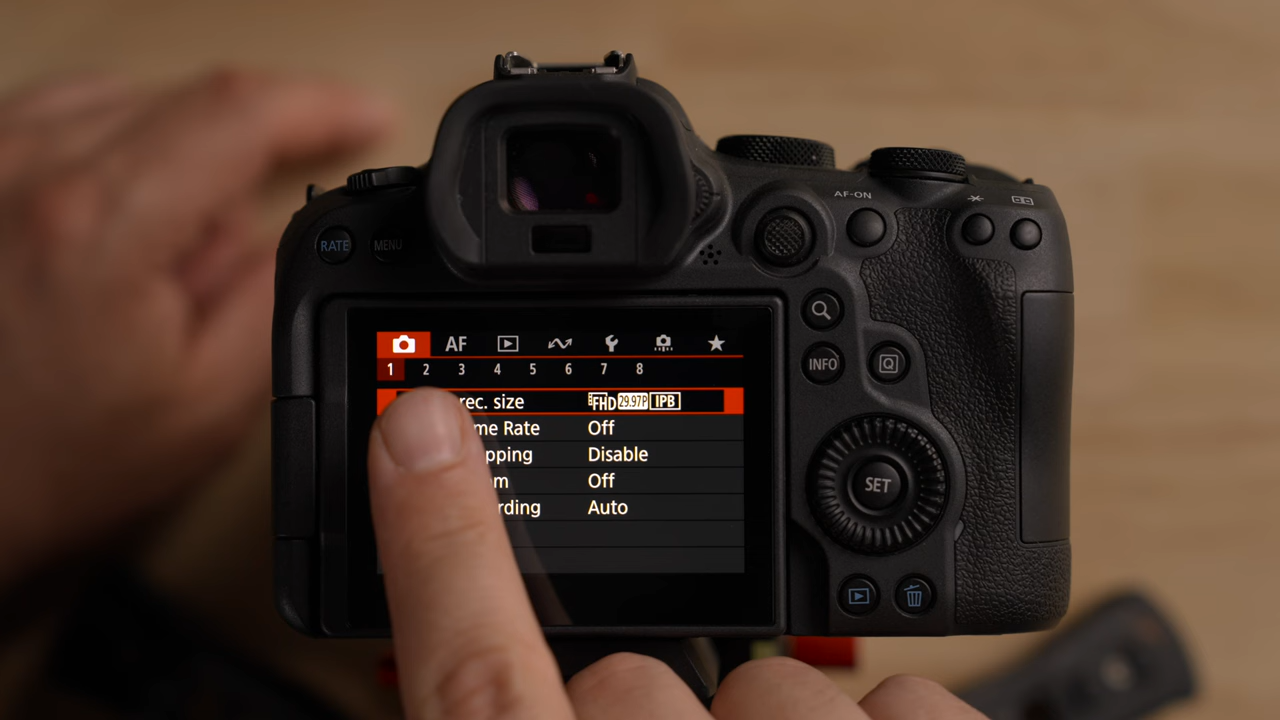 AF-ON
RATE
MENU
INFO
Q
SET
AF
1 2 3 4 5 6 7 8
rec. size FHD 29.97P IPB
me Rate Off
pping Disable
m Off
rding Auto